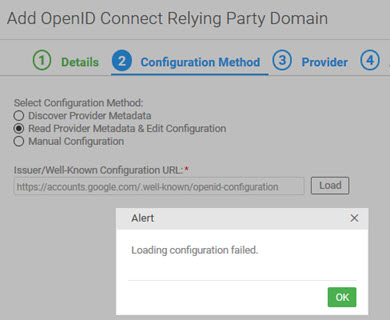 Add OpenID Connect Relying Party Domain
1 Details 2 Configuration Method 3 Provider 4
Select Configuration Method:
Discover Provider Metadata
Read Provider Metadata & Edit Configuration
Manual Configuration
Issuer/Well-Known Configuration URL: *
https://accounts.google.com/.well-known/openid-configuration Load
Alert
Loading configuration failed.
OK